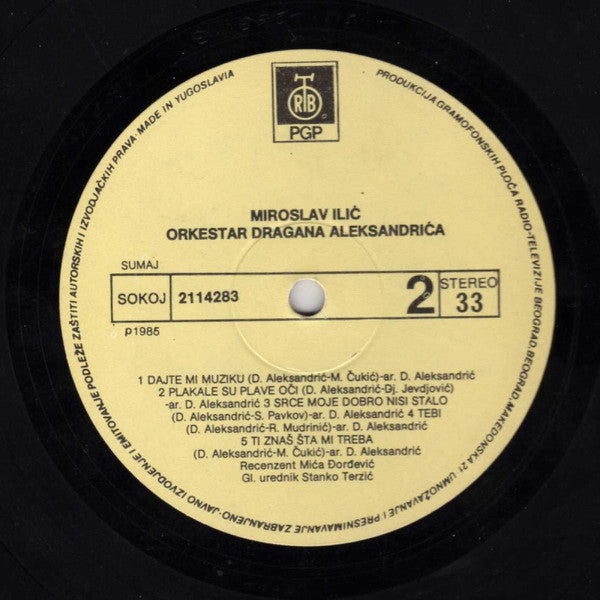 RTB
PGP
PRODUKCIJA GRAMOFONSKIH PLOČA RADIO-TELEVIZIJE BEOGRAD, BEOGRAD, MAKEDONSKA 21 UMNOŽAVANJE I PRESNIMAVANJE ZABRANJENO-JAVNO IZVODJENJE I EMITOVANJE PODLEŽE ZAŠTITI AUTORSKIH I IZVODJAČKIH PRAVA·MADE IN YUGOSLAVIA
MIROSLAV ILIĆ
ORKESTAR DRAGANA ALEKSANDRIĆA
SUMAJ
SOKOJ 2114283 2 STEREO
33
p1985
1 DAJTE MI MUZIKU (D. Aleksandrić-M. Čukić)-ar. D. Aleksandrić
2 PLAKALE SU PLAVE OČI (D. Aleksandrić-Dj. Jevdjović)
-ar. D. Aleksandrić 3 SRCE MOJE DOBRO NISI STALO
(D. Aleksandrić-S. Pavkov)-ar. D. Aleksandrić 4 TEBI
(D. Aleksandrić-R. Mudrinić)-ar. D. Aleksandrić
5 TI ZNAŠ ŠTA MI TREBA
(D. Aleksandrić-M. Čukić)-ar. D. Aleksandrić
Recenzent Mića Đorđević
Gl. urednik Stanko Terzić